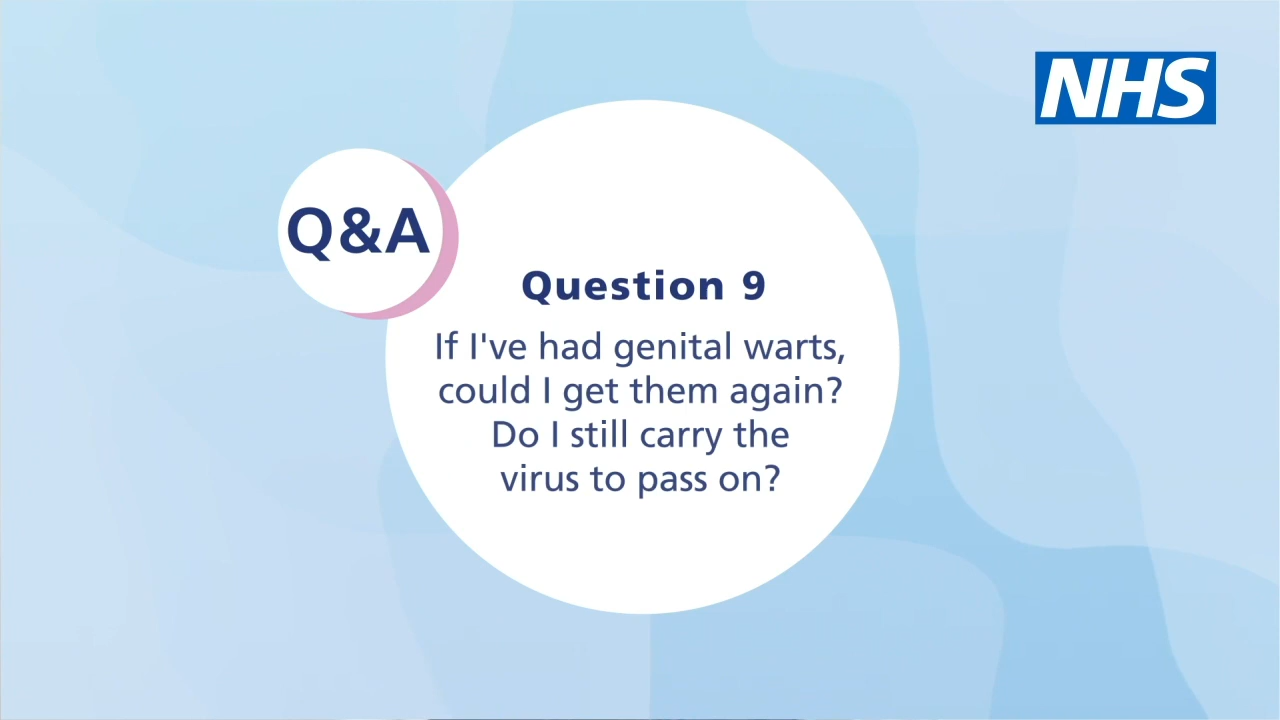 NHS
Q&A
Question 9
If I've had genital warts,
could I get them again?
Do I still carry the
virus to pass on?